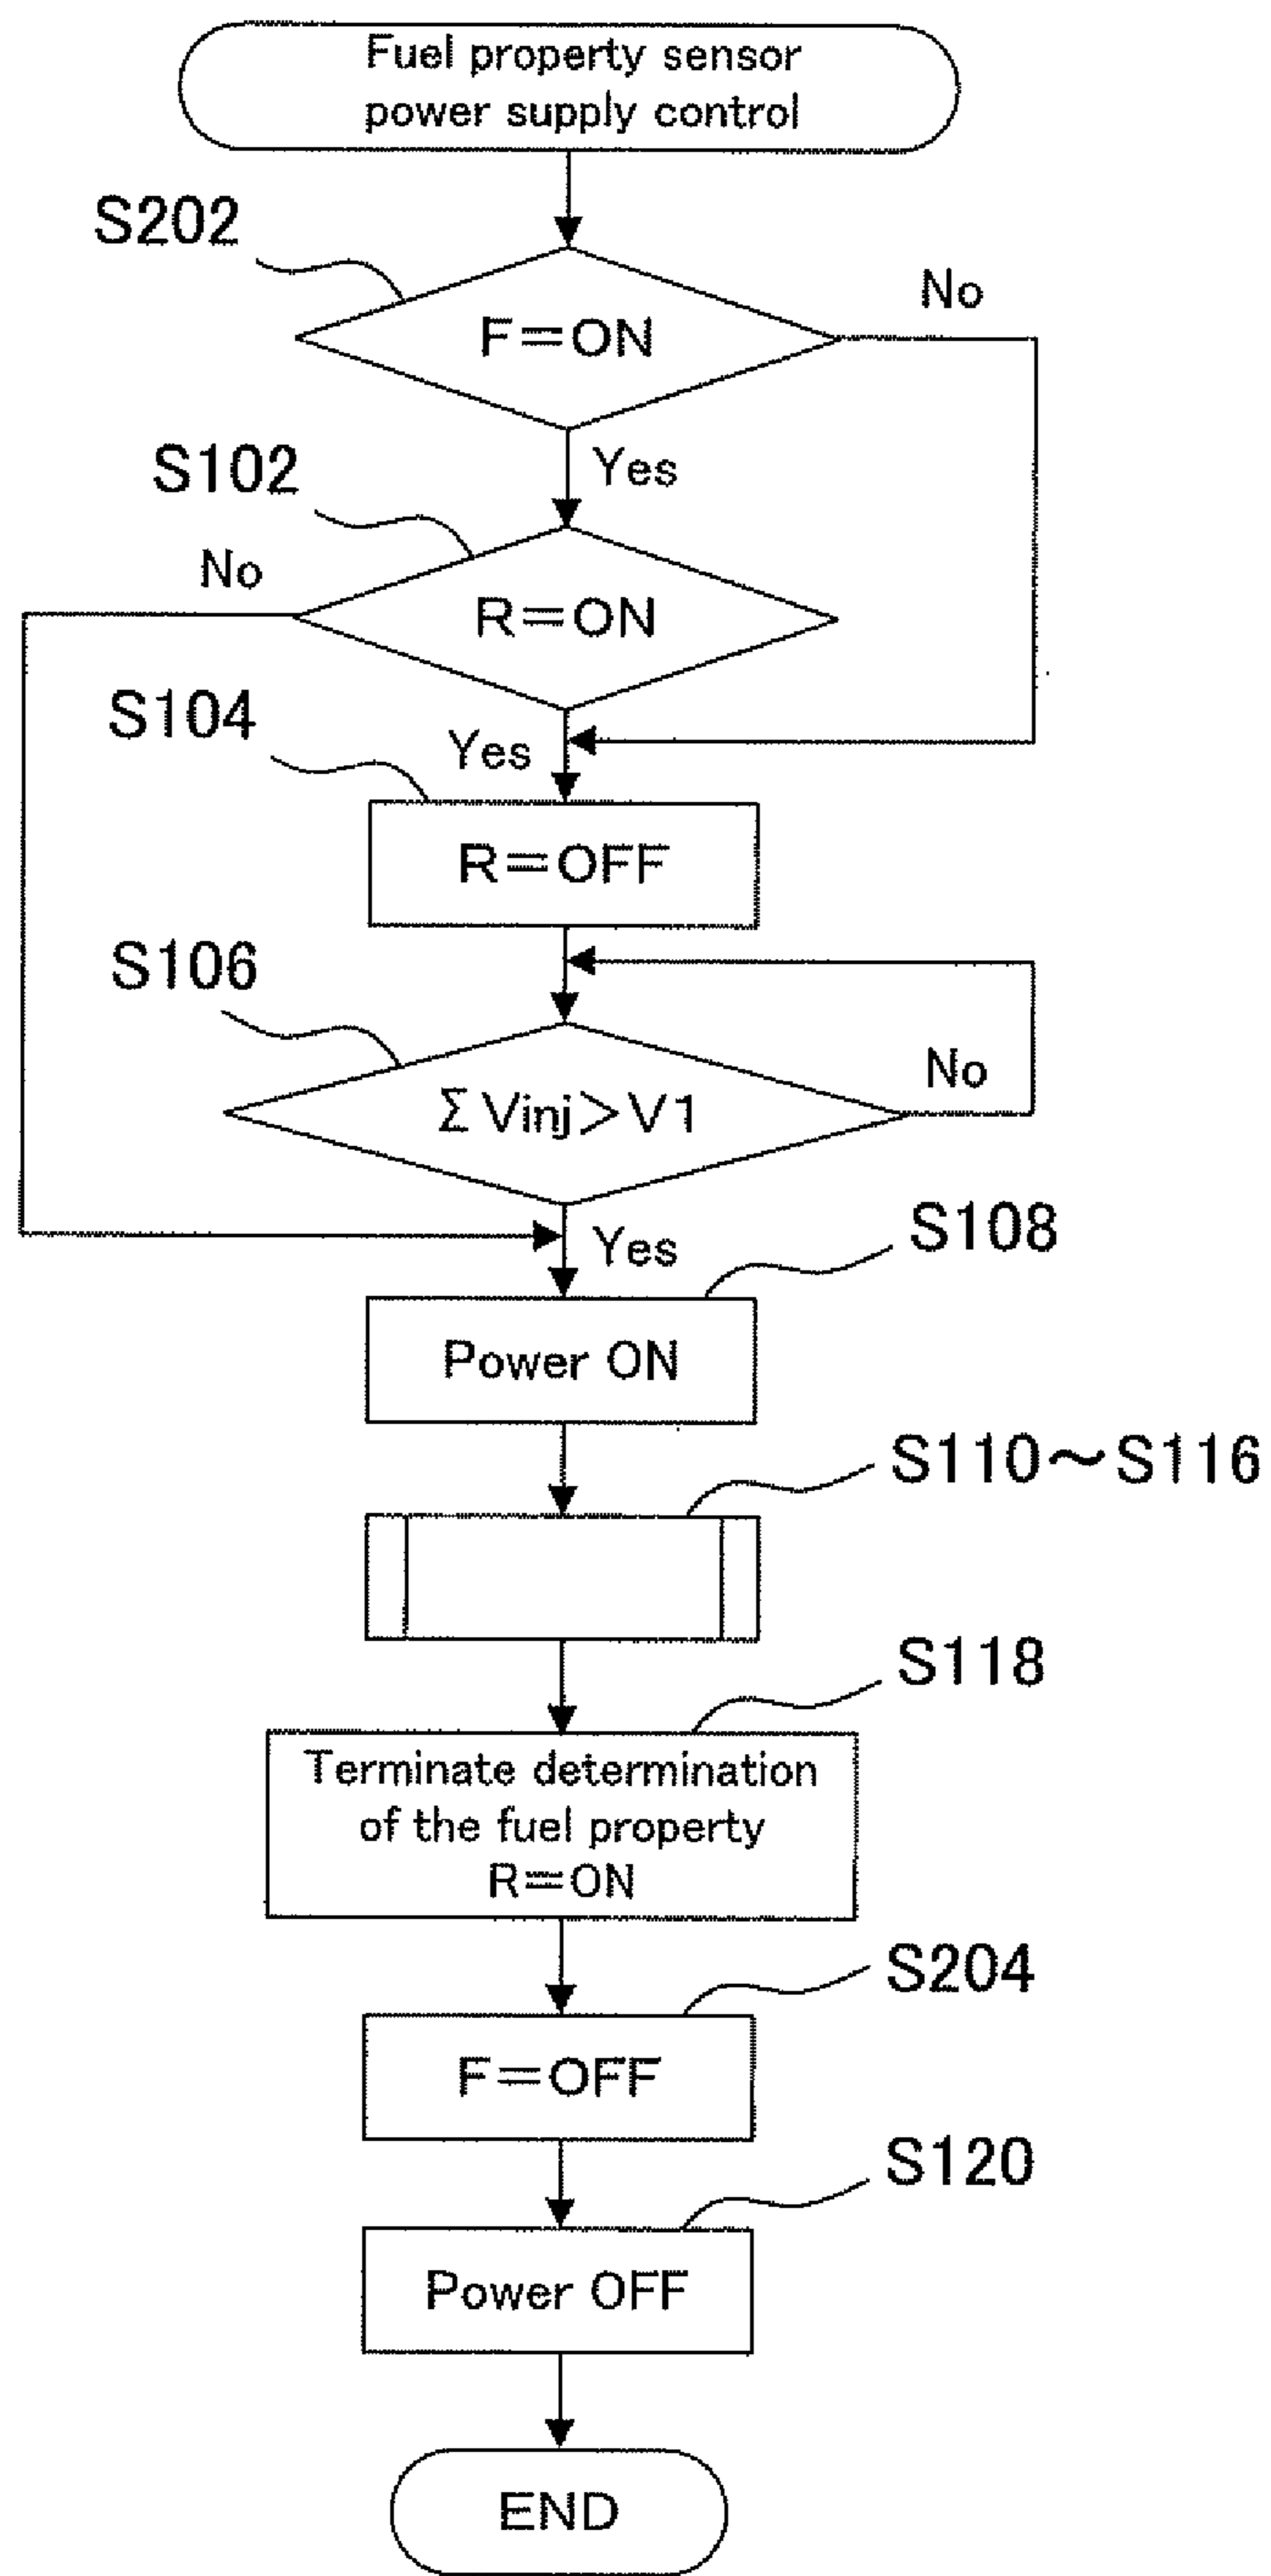 Fuel property sensor
power supply control
S202
F=ON
No
Yes
S102
No
R=ON
S104
Yes
R=OFF
S106
ΣVinj>V1
No
Yes
S108
Power ON
S110～S116
S118
Terminate determination
of the fuel property
R=ON
S204
F=OFF
S120
Power OFF
END